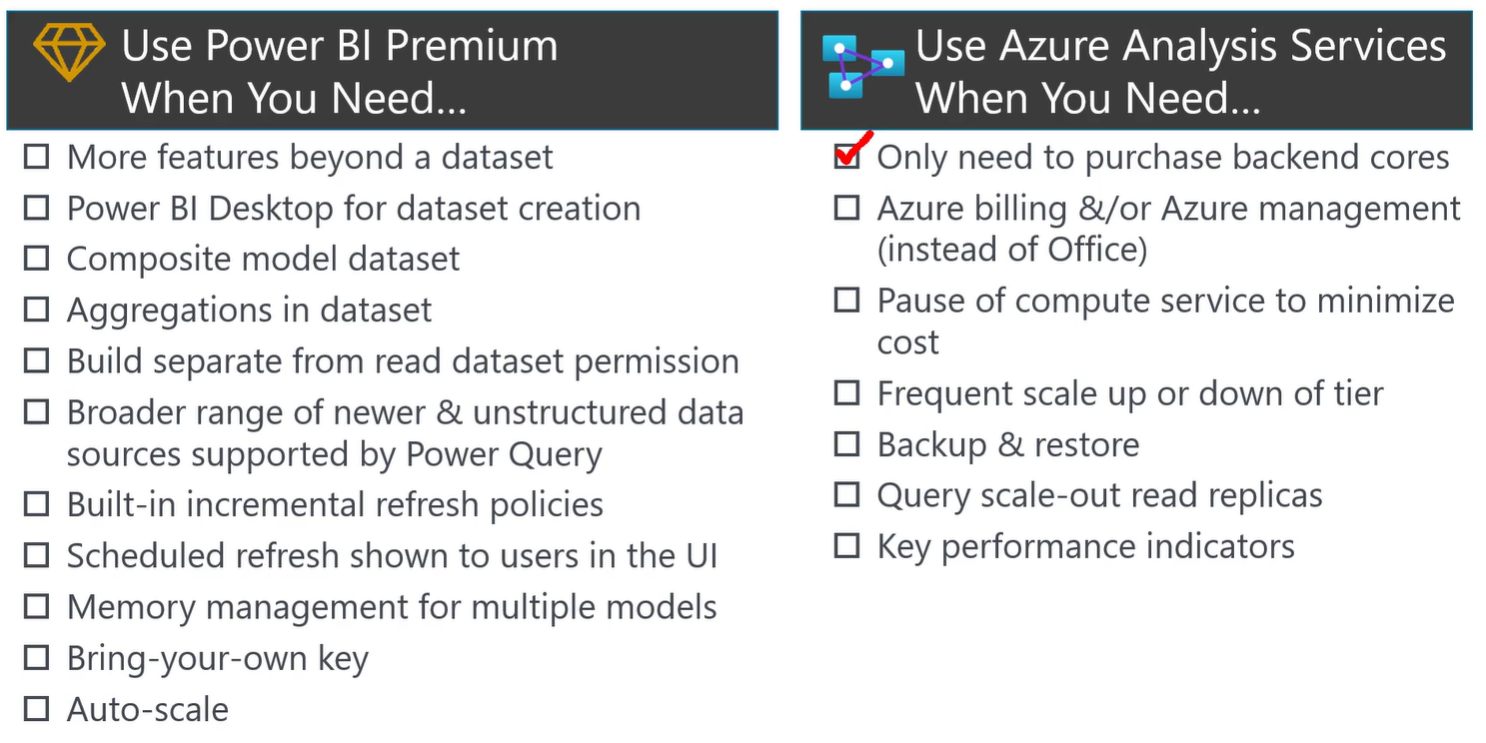 Use Power BI Premium
When You Need...
More features beyond a dataset
Power BI Desktop for dataset creation
Composite model dataset
Aggregations in dataset
Build separate from read dataset permission
Broader range of newer & unstructured data
sources supported by Power Query
Built-in incremental refresh policies
Scheduled refresh shown to users in the UI
Memory management for multiple models
Bring-your-own key
Auto-scale
Use Azure Analysis Services
When You Need...
Only need to purchase backend cores
Azure billing &/or Azure management
(instead of Office)
Pause of compute service to minimize
cost
Frequent scale up or down of tier
Backup & restore
Query scale-out read replicas
Key performance indicators